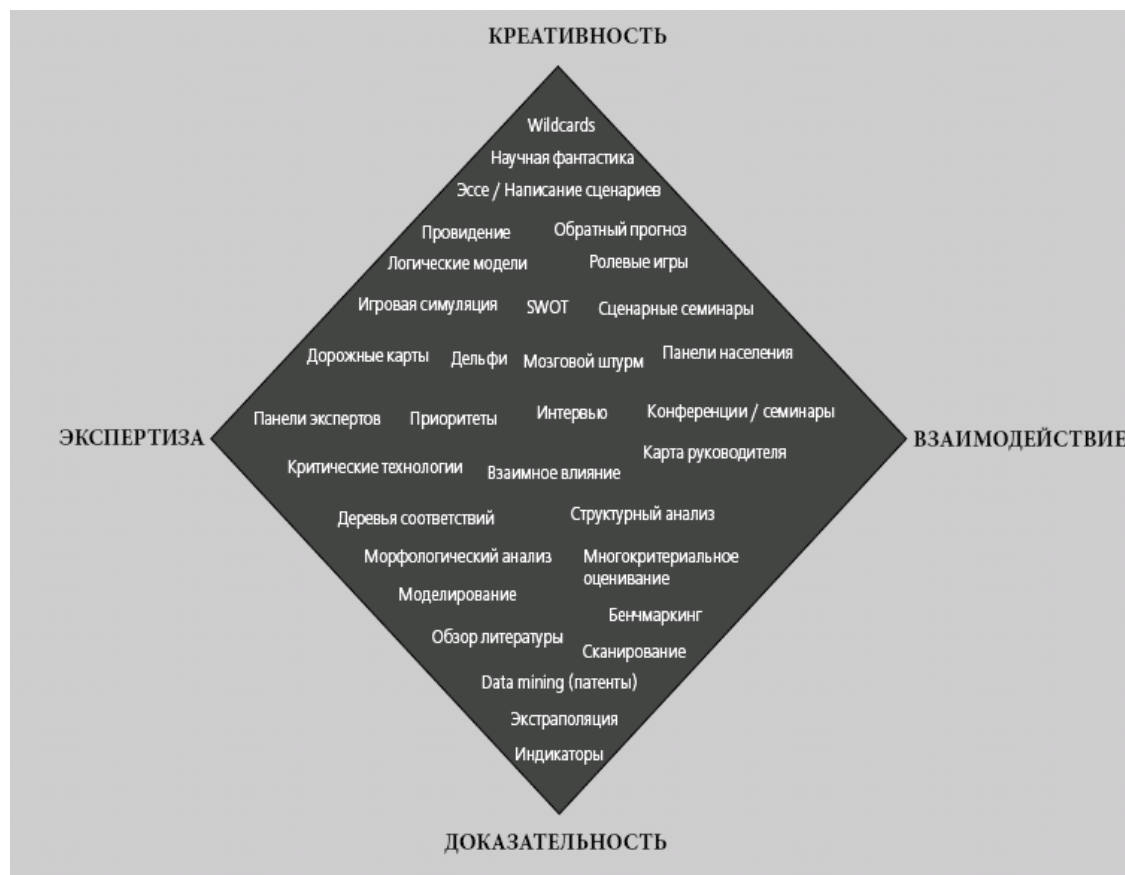 КРЕАТИВНОСТЬ
Wildcards
Научная фантастика
Эссе / Написание сценариев
Провидение
Обратный прогноз
Логические модели
Ролевые игры
Игровая симуляция
SWOT
Сценарные семинары
Дорожные карты
Дельфи
Мозговой штурм
Панели населения
Панели экспертов
Приоритеты
Интервью
Конференции / семинары
ЭКСПЕРТИЗА
ВЗАИМОДЕЙСТВИЕ
Критические технологии
Взаимное влияние
Карта руководителя
Деревья соответствий
Структурный анализ
Морфологический анализ
Многокритериальное
оценивание
Моделирование
Бенчмаркинг
Обзор литературы
Сканирование
Data mining (патенты)
Экстраполяция
Индикаторы
ДОКАЗАТЕЛЬНОСТЬ